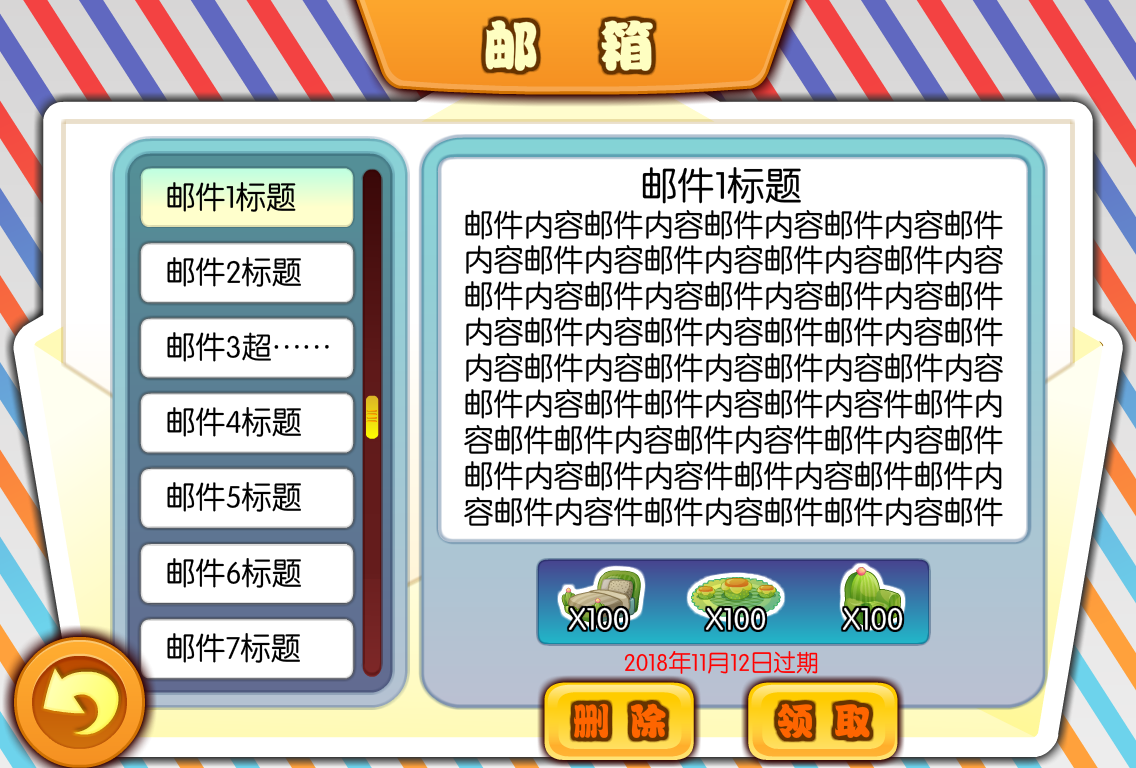 邮箱
邮件1标题
邮件2标题
邮件3超……
邮件4标题
邮件5标题
邮件6标题
邮件7标题
邮件1标题
邮件内容邮件内容邮件内容邮件内容邮件
内容邮件内容邮件内容邮件内容邮件内容
邮件内容邮件内容邮件内容邮件内容邮件
内容邮件内容邮件内容邮件邮件内容邮件
内容邮件内容邮件内容邮件内容邮件内容
邮件内容邮件邮件内容邮件内容件邮件内
容邮件邮件内容邮件内容件邮件内容邮件
邮件内容邮件内容件邮件内容邮件邮件内
容邮件内容件邮件内容邮件邮件内容邮件
X100
X100
X100
2018年11月12日过期
删除
领取